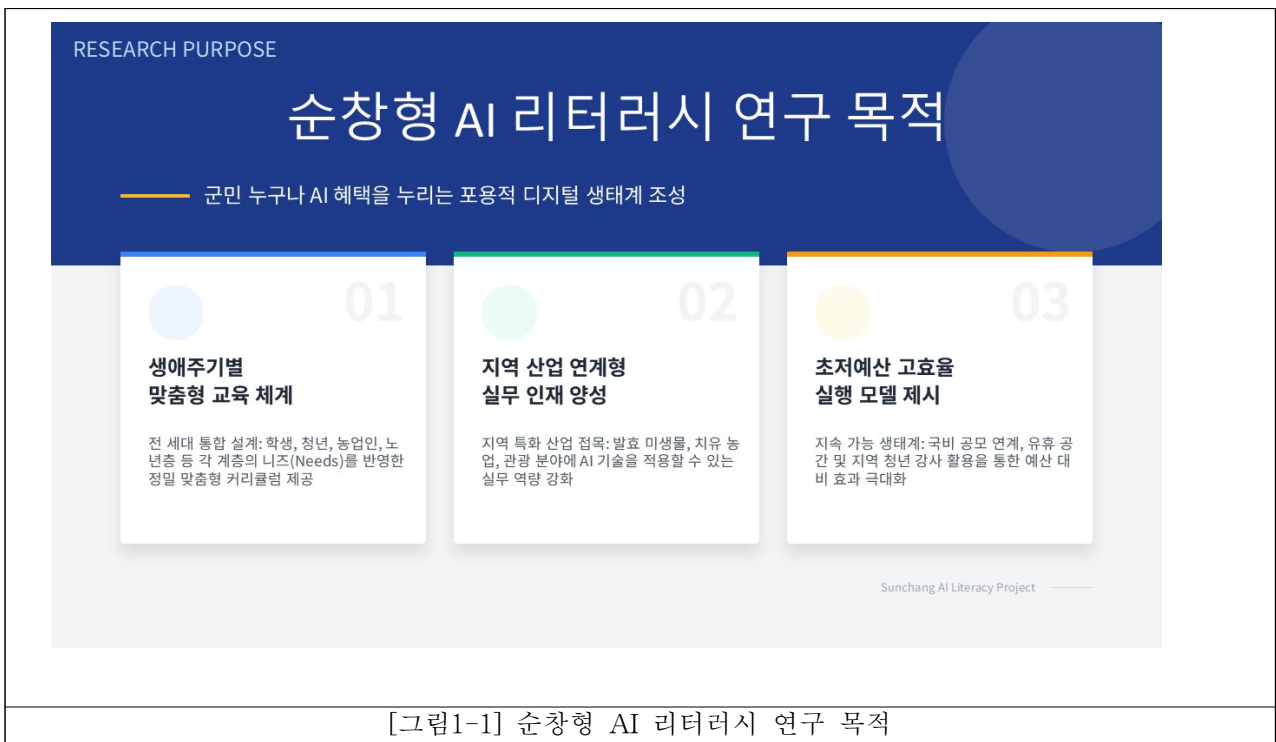 RESEARCH PURPOSE
순창형 AI 리터러시 연구 목적
군민 누구나 AI 혜택을 누리는 포용적 디지털 생태계 조성
01
생애주기별
맞춤형 교육 체계
전 세대 통합 설계: 학생, 청년, 농업인, 노
년층 등 각 계층의 니즈(Needs)를 반영한
정밀 맞춤형 커리큘럼 제공
02
지역 산업 연계형
실무 인재 양성
지역 특화 산업 접목: 발효 미생물, 치유 농
업, 관광 분야에 AI 기술을 적용할 수 있는
실무 역량 강화
03
초저예산 고효율
실행 모델 제시
지속 가능 생태계: 국비 공모 연계, 유휴 공
간 및 지역 청년 강사 활용을 통한 예산 대
비 효과 극대화
Sunchang AI Literacy Project
[그림1-1] 순창형 AI 리터러시 연구 목적